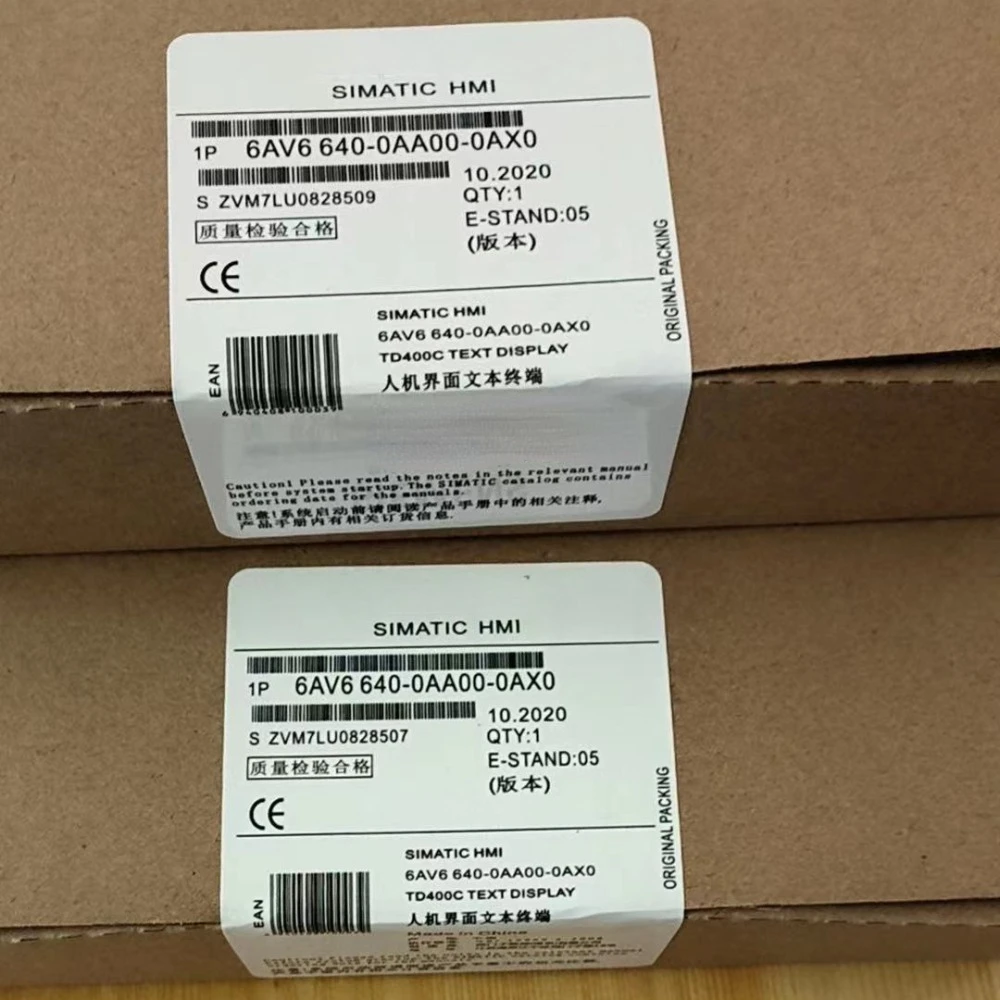 SIMATIC HMI
1P 6AV6 640-0AA00-0AX0
10.2020
S ZVM7LU0828509
QTY:1
E-STAND:05
质量检验合格
(版本)
CE
ORIGINAL PACKING
SIMATIC HMI
6AV6 640-0AA00-0AX0
TD400C TEXT DISPLAY
人机界面文本终端
EAN
6940408100039
Caution! Please read the notes in the relevant manual
before system startup. The SIMATIC catalog contains
ordering data for the manuals.
注意!系统启动前请阅读产品手册中的相关注释,
产品手册内有相关订货信息.
SIMATIC HMI
1P 6AV6 640-0AA00-0AX0
10.2020
S ZVM7LU0828507
QTY:1
E-STAND:05
质量检验合格
(版本)
CE
ORIGINAL PACKING
SIMATIC HMI
6AV6 640-0AA00-0AX0
TD400C TEXT DISPLAY
人机界面文本终端
EAN
Made in China